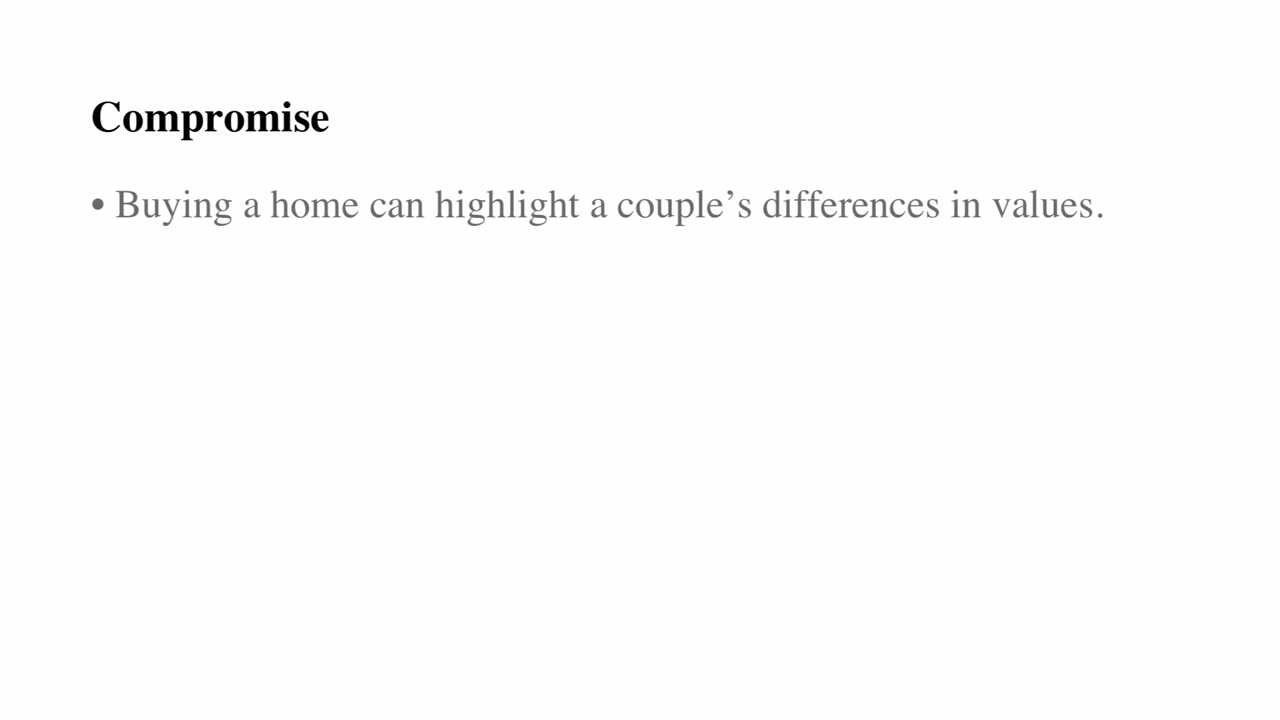 Compromise
• Buying a home can highlight a couple’s differences in values.